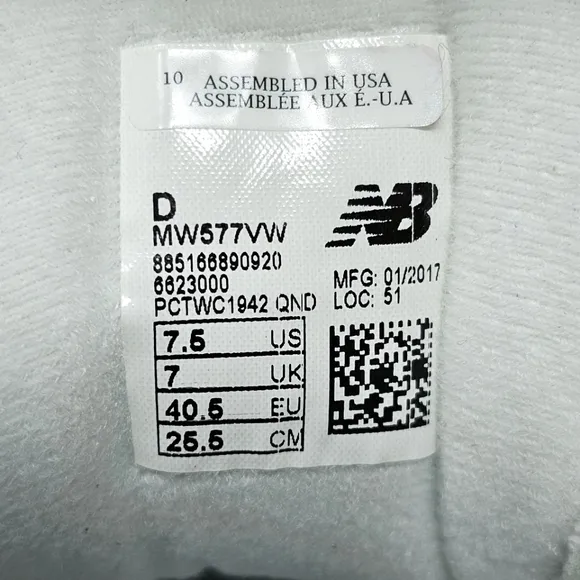 10 ASSEMBLED IN USA
ASSEMBLÉE AUX É.-U.A
D
NB
MW577VW
885166890920
6623000
PCTWC1942 QND
MFG: 01/2017
LOC: 51
7.5 US
7 UK
40.5 EU
25.5 CM